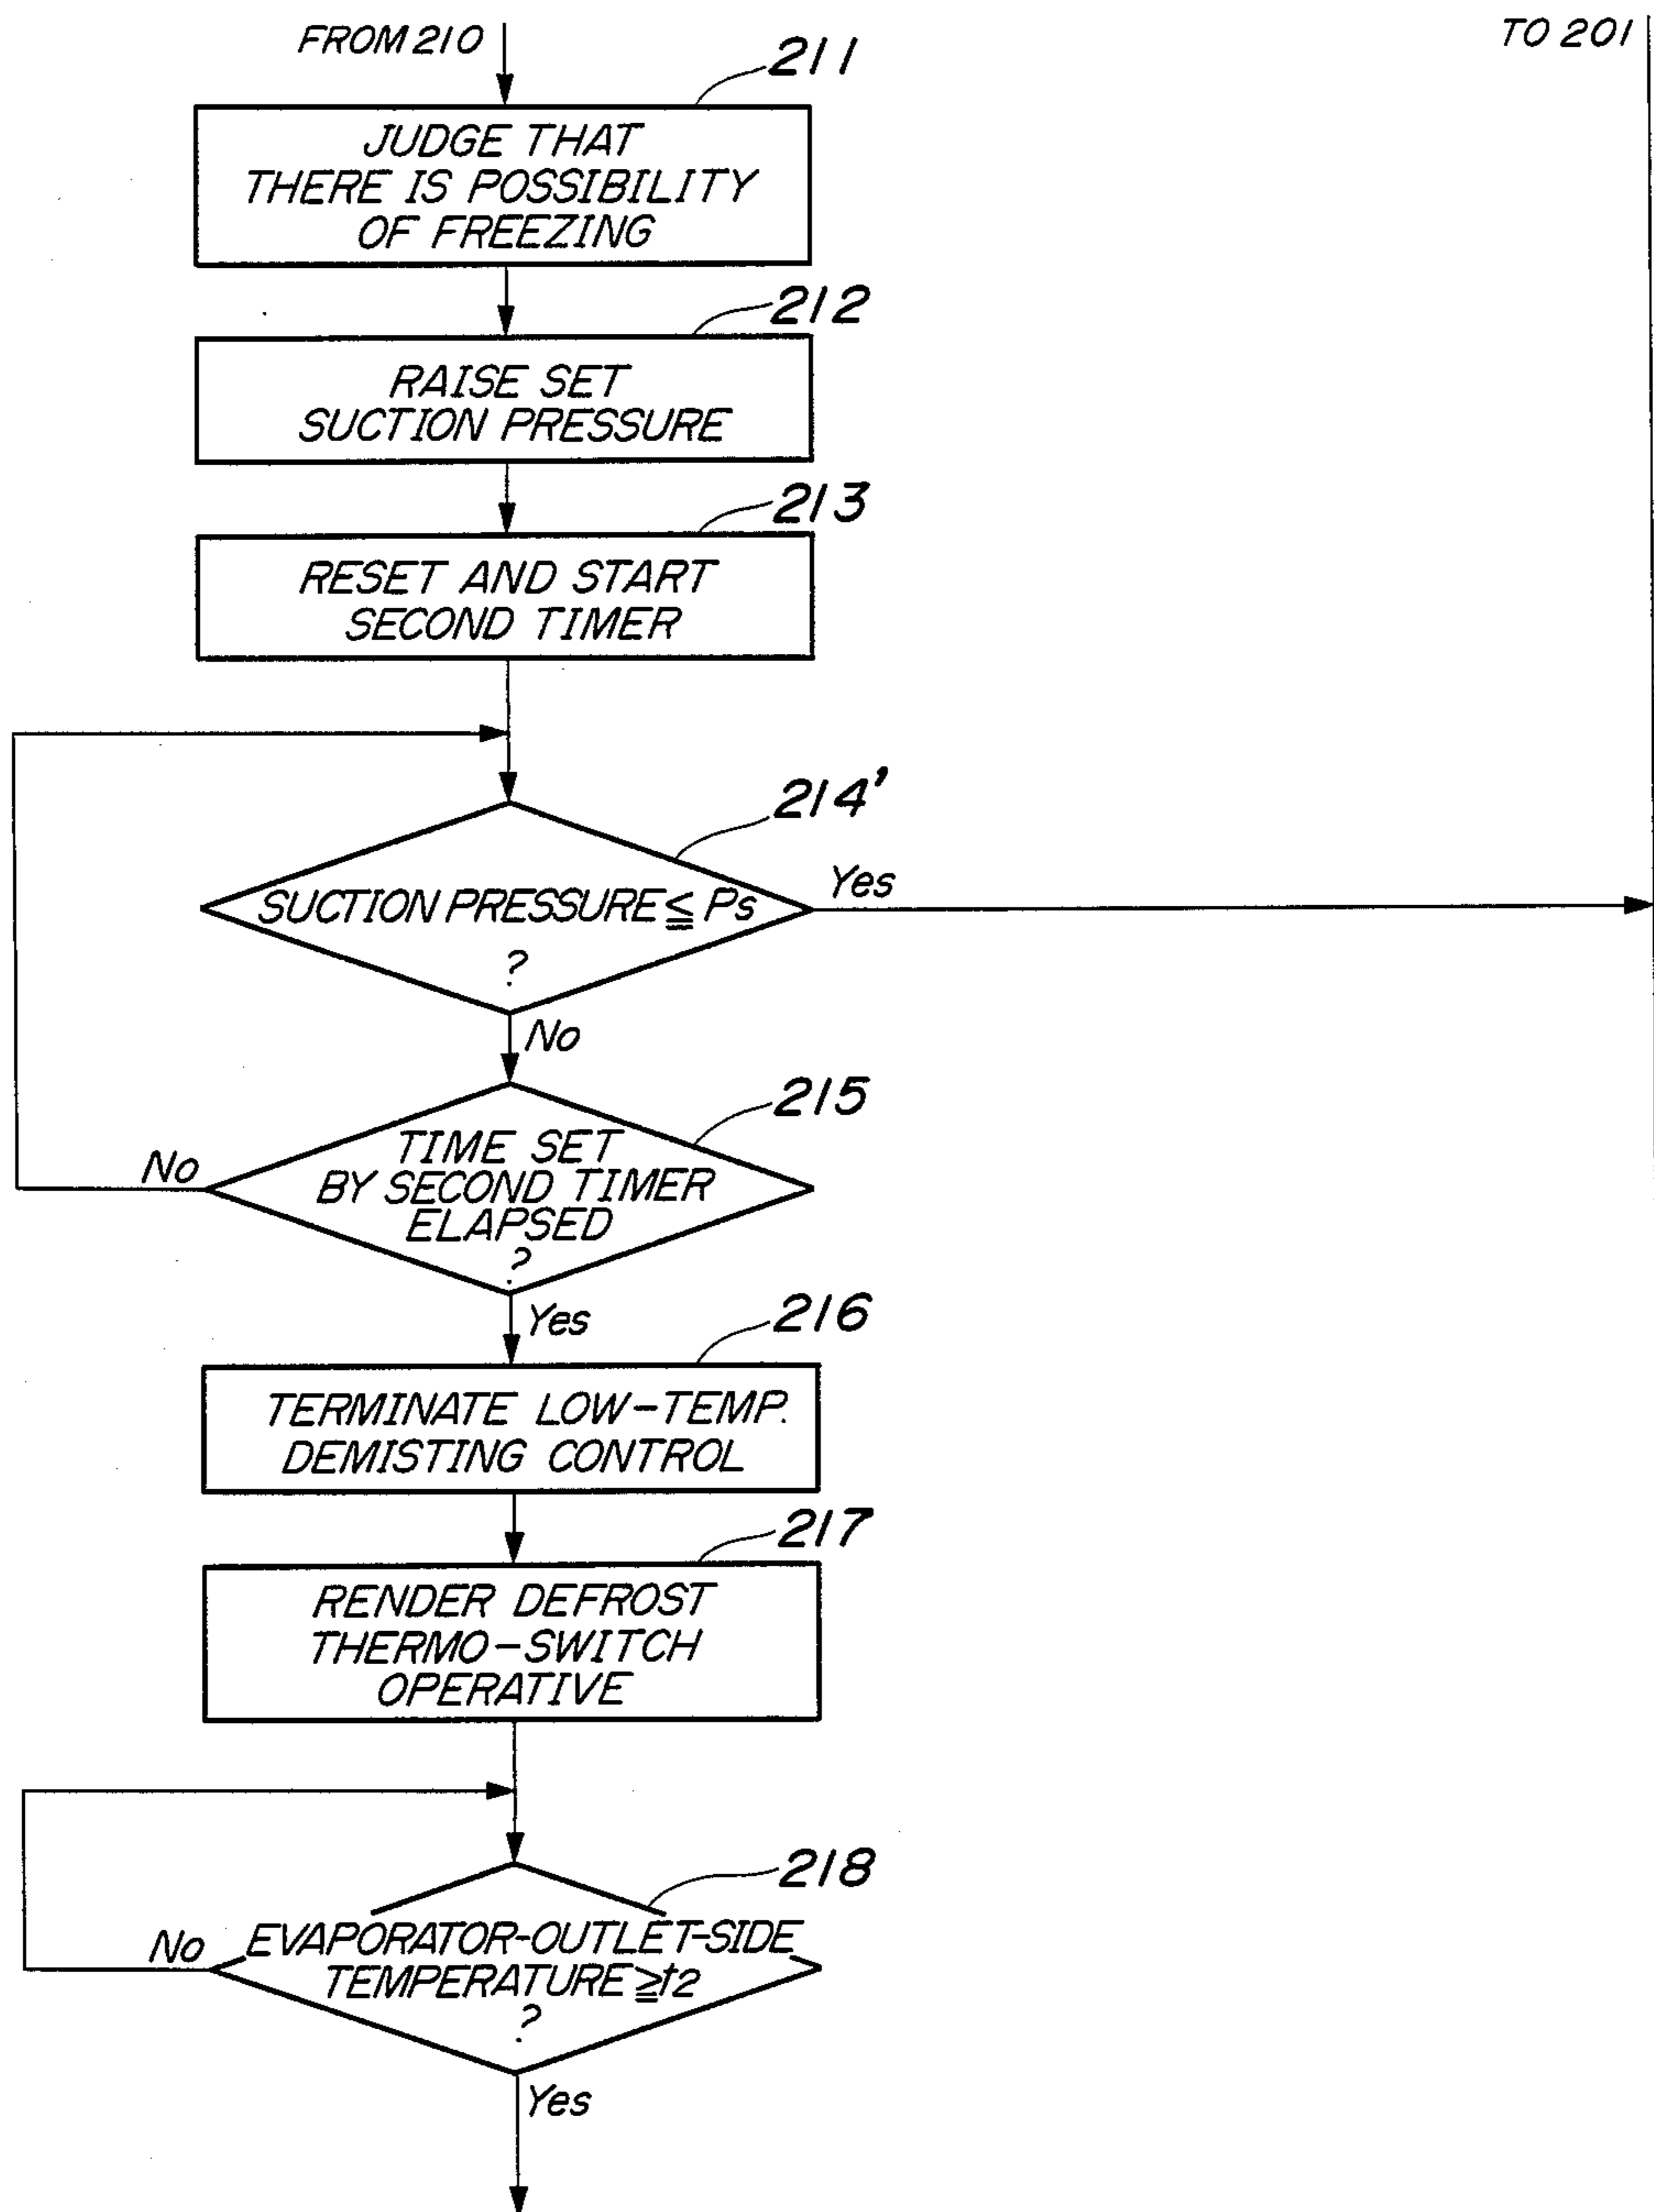 FROM 210
TO 201
211
JUDGE THAT
THERE IS POSSIBILITY
OF FREEZING
212
RAISE SET
SUCTION PRESSURE
213
RESET AND START
SECOND TIMER
214'
SUCTION PRESSURE ≦ Ps
?
Yes
No
215
TIME SET
BY SECOND TIMER
ELAPSED
?
No
Yes
216
TERMINATE LOW-TEMP.
DEMISTING CONTROL
217
RENDER DEFROST
THERMO-SWITCH
OPERATIVE
218
No
EVAPORATOR-OUTLET-SIDE
TEMPERATURE ≧ t2
?
Yes